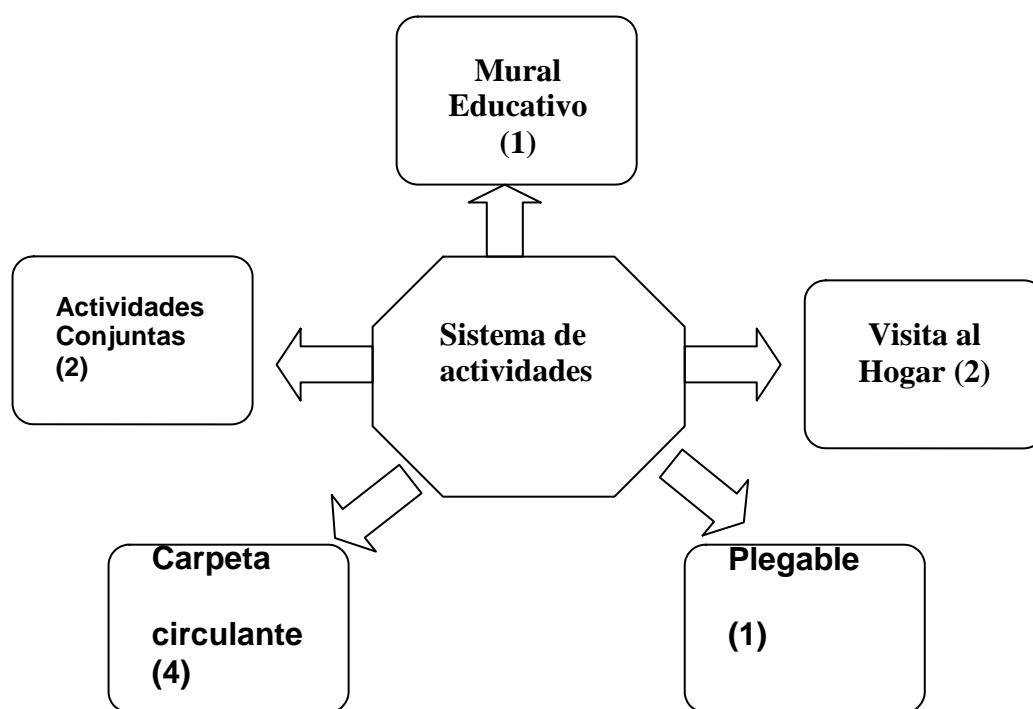 Mural
Educativo
(1)
Actividades
Conjuntas
(2)
Sistema de
actividades
Visita al
Hogar (2)
Carpeta
circulante
(4)
Plegable
(1)